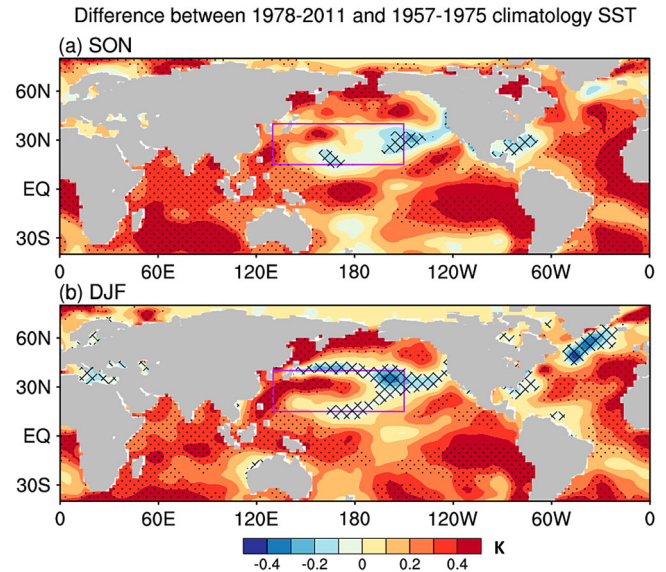 Difference between 1978-2011 and 1957-1975 climatology SST
(a) SON
60N
30N
EQ
30S
0 60E 120E 180 120W 60W 0
(b) DJF
60N
30N
EQ
30S
0 60E 120E 180 120W 60W 0
-0.4 -0.2 0 0.2 0.4 K